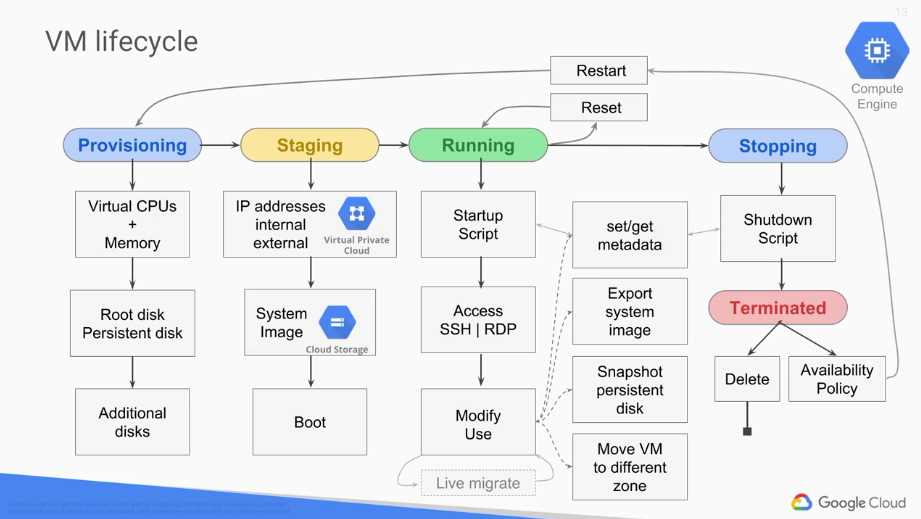 13
VM lifecycle
Compute
Engine
Restart
Reset
Provisioning
Staging
Running
Stopping
Virtual CPUs
+
Memory
Root disk
Persistent disk
Additional
disks
IP addresses
internal
external
Virtual Private
Cloud
System
Image
Cloud Storage
Boot
Startup
Script
Access
SSH | RDP
Modify
Use
Live migrate
set/get
metadata
Export
system
image
Snapshot
persistent
disk
Move VM
to different
zone
Shutdown
Script
Terminated
Delete
Availability
Policy
Google Cloud